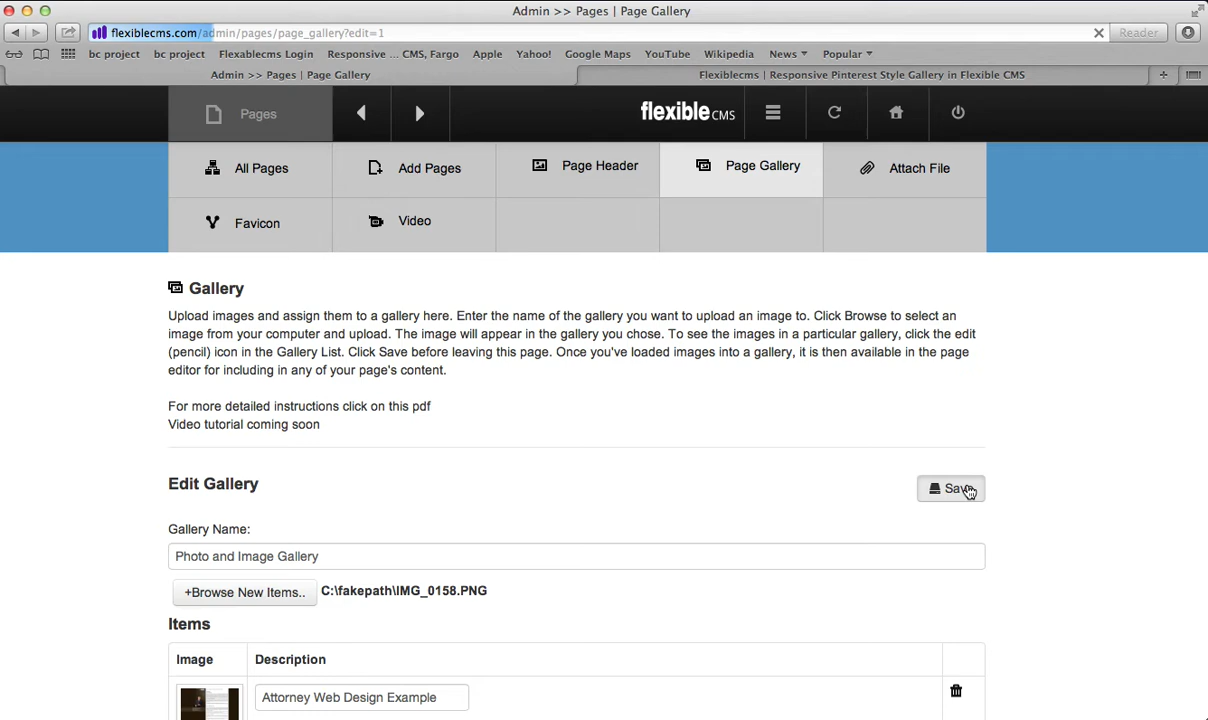 Admin >> Pages | Page Gallery
flexiblecms.com/admin/pages/page_gallery?edit=1
Reader
bc project bc project Flexablecms Login Responsive ... CMS, Fargo Apple Yahoo! Google Maps YouTube Wikipedia News Popular
Admin >> Pages | Page Gallery
Flexiblecms | Responsive Pinterest Style Gallery in Flexible CMS
Pages
flexible CMS
All Pages
Add Pages
Page Header
Page Gallery
Attach File
Favicon
Video
Gallery
Upload images and assign them to a gallery here. Enter the name of the gallery you want to upload an image to. Click Browse to select an
image from your computer and upload. The image will appear in the gallery you chose. To see the images in a particular gallery, click the edit
(pencil) icon in the Gallery List. Click Save before leaving this page. Once you've loaded images into a gallery, it is then available in the page
editor for including in any of your page's content.
For more detailed instructions click on this pdf
Video tutorial coming soon
Edit Gallery
Save
Gallery Name:
Photo and Image Gallery
+Browse New Items.. C:\fakepath\IMG_0158.PNG
Items
Image Description
Attorney Web Design Example